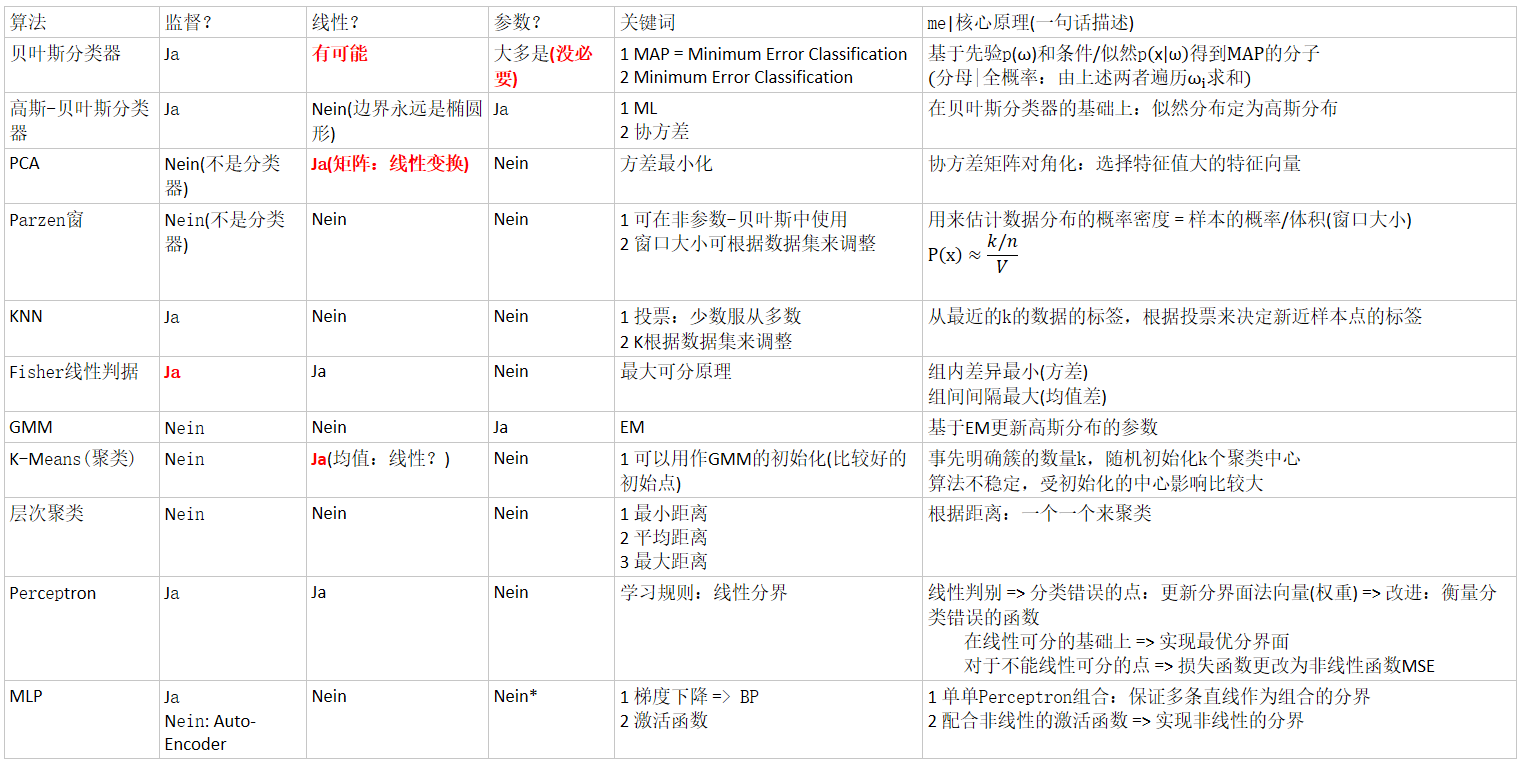 算法 监督？ 线性？ 参数？ 关键词 me|核心原理(一句话描述)
贝叶斯分类器 Ja 有可能 大多是(没必要) 1 MAP = Minimum Error Classification
2 Minimum Error Classification
基于先验p(ω)和条件/似然p(x|ω)得到MAP的分子
(分母|全概率：由上述两者遍历ωi求和)
高斯-贝叶斯分类器
Ja
Nein(边界永远是椭圆形)
Ja
1 ML
2 协方差
在贝叶斯分类器的基础上：似然分布定为高斯分布
PCA
Nein(不是分类器)
Ja(矩阵：线性变换)
Nein
方差最小化
协方差矩阵对角化：选择特征值大的特征向量
Parzen窗
Nein(不是分类器)
Nein
Nein
1 可在非参数-贝叶斯中使用
2 窗口大小可根据数据集来调整
用来估计数据分布的概率密度 = 样本的概率/体积(窗口大小)
P(x) ≈ k/n
V
KNN
Ja
Nein
Nein
1 投票：少数服从多数
2 K根据数据集来调整
从最近的k的数据的标签，根据投票来决定新近样本点的标签
Fisher线性判据
Ja
Ja
Nein
最大可分原理
组内差异最小(方差)
组间间隔最大(均值差)
GMM
Nein
Nein
Ja
EM
基于EM更新高斯分布的参数
K-Means(聚类)
Nein
Ja(均值：线性？)
Nein
1 可以用作GMM的初始化(比较好的
初始点)
事先明确簇的数量k，随机初始化k个聚类中心
算法不稳定，受初始化的中心影响比较大
层次聚类
Nein
Nein
Nein
1 最小距离
2 平均距离
3 最大距离
根据距离：一个一个来聚类
Perceptron
Ja
Ja
Nein
学习规则：线性分界
线性判别 => 分类错误的点：更新分界面法向量(权重) => 改进：衡量分
类错误的函数
在线性可分的基础上 => 实现最优分界面
对于不能线性可分的点 => 损失函数更改为非线性函数MSE
MLP
Ja
Nein: Auto-
Encoder
Nein
Nein*
1 梯度下降 => BP
2 激活函数
1 单单Perceptron组合：保证多条直线作为组合的分界
2 配合非线性的激活函数 => 实现非线性的分界